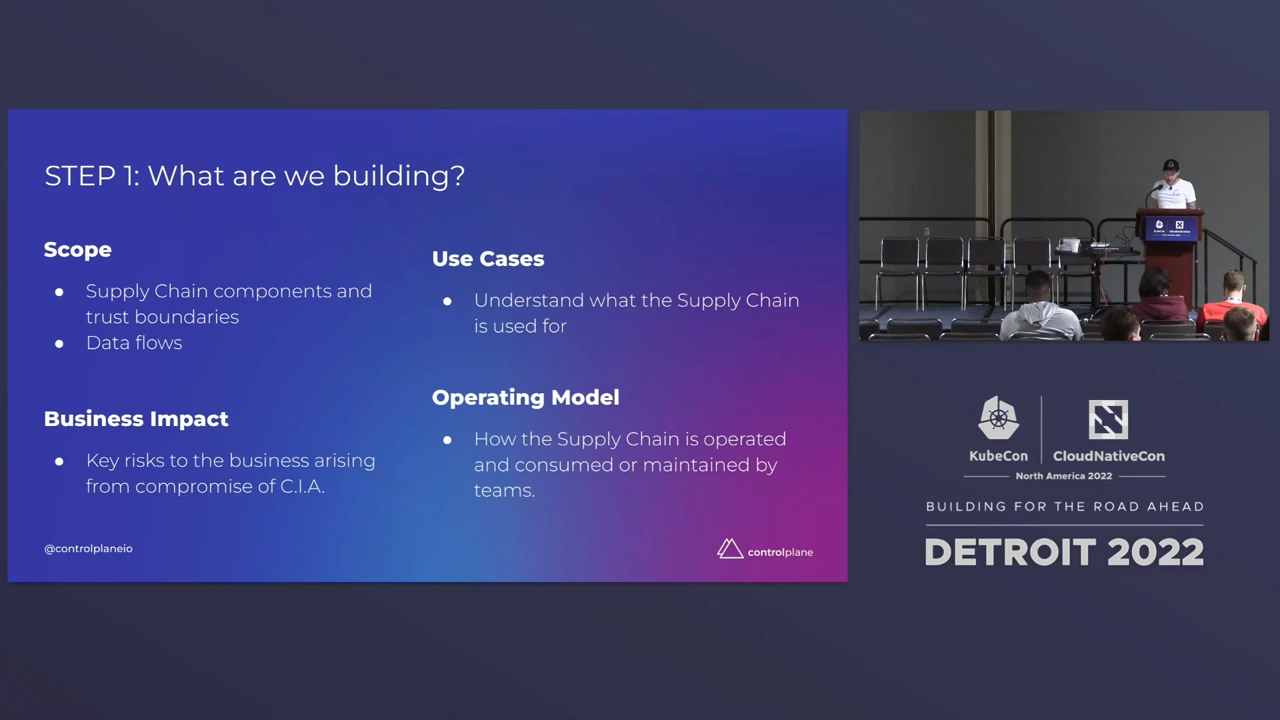 STEP 1: What are we building?
Scope
● Supply Chain components and
trust boundaries
● Data flows
Business Impact
● Key risks to the business arising
from compromise of C.I.A.
Use Cases
● Understand what the Supply Chain
is used for
Operating Model
● How the Supply Chain is operated
and consumed or maintained by
teams.
@controlplaneio
controlplane
KubeCon
CloudNativeCon
North America 2022
BUILDING FOR THE ROAD AHEAD
DETROIT 2022